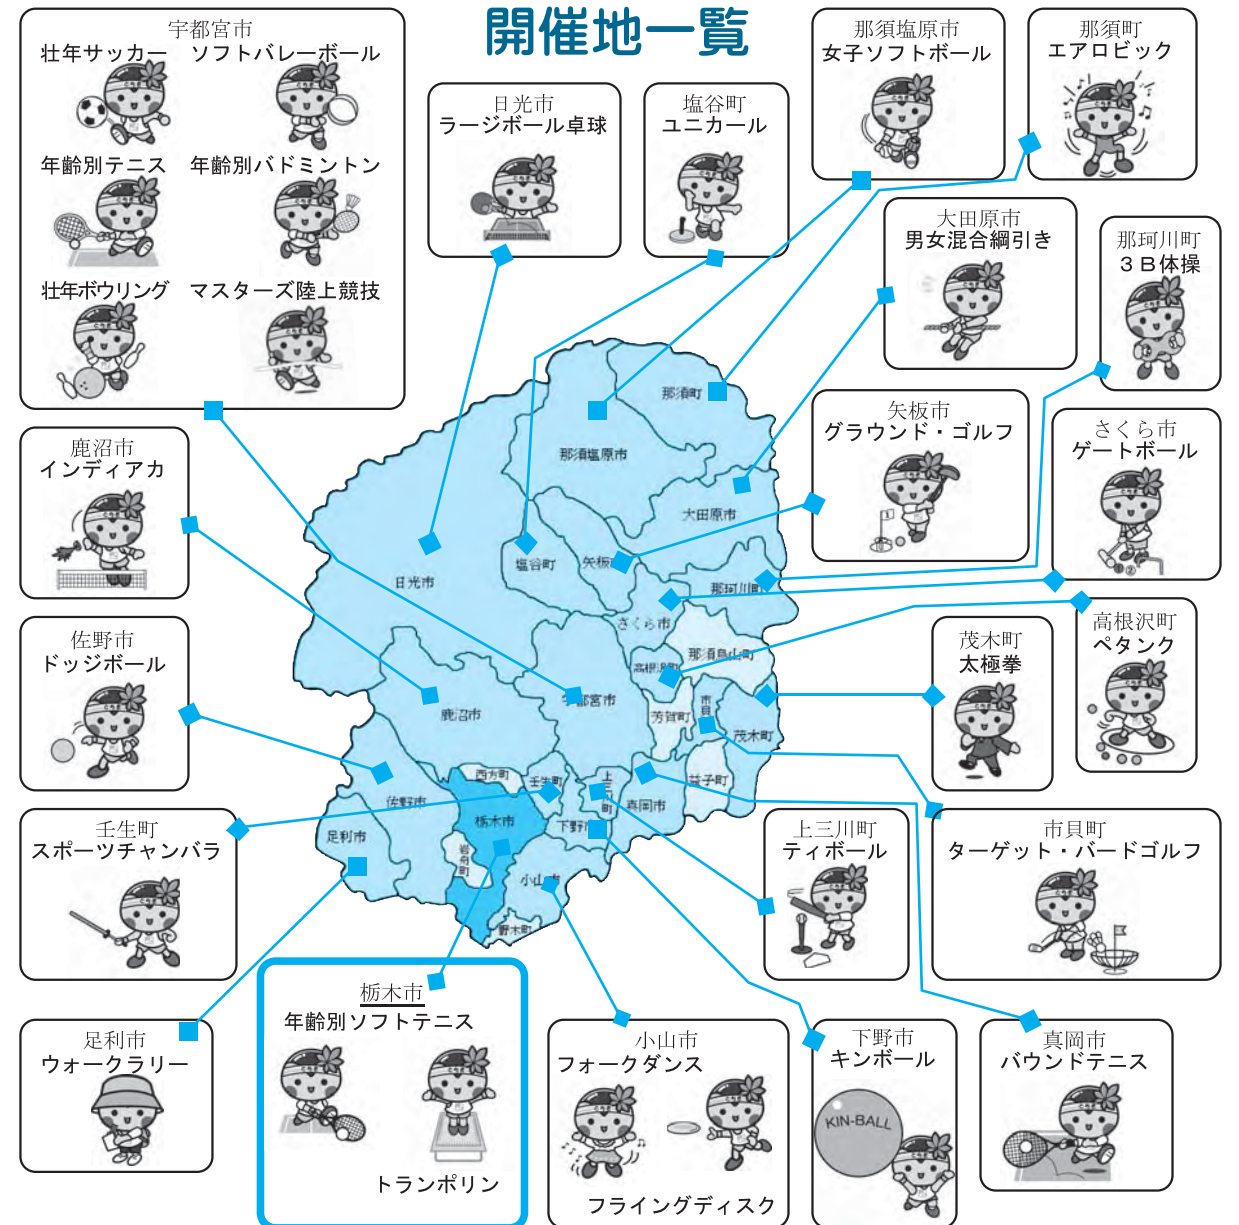 開催地一覧
宇都宮市
壮年サッカー ソフトバレーボール
年齢別テニス 年齢別バドミントン
壮年ボウリング マスターズ陸上競技
日光市
ラージボール卓球
塩谷町
ユニカール
那須塩原市
女子ソフトボール
那須町
エアロビック
大田原市
男女混合綱引き
那珂川町
3B体操
矢板市
グラウンド・ゴルフ
さくら市
ゲートボール
鹿沼市
インディアカ
佐野市
ドッジボール
茂木町
太極拳
高根沢町
ペタンク
壬生町
スポーツチャンバラ
上三川町
ティボール
市貝町
ターゲット・バードゴルフ
足利市
ウォークラリー
栃木市
年齢別ソフトテニス
トランポリン
小山市
フォークダンス
フライングディスク
下野市
キンボール
KIN-BALL
真岡市
バウンドテニス
那須町
那須塩原市
大田原市
日光市
塩谷町
矢板
那珂川町
さくら市
那須烏山町
高根沢町
鹿沼市
宇都宮市
芳賀町
市貝
茂木町
西方町
壬生町
上三川町
真岡市
益子町
佐野市
栃木市
下野市
足利市
岩舟町
小山市
野木町